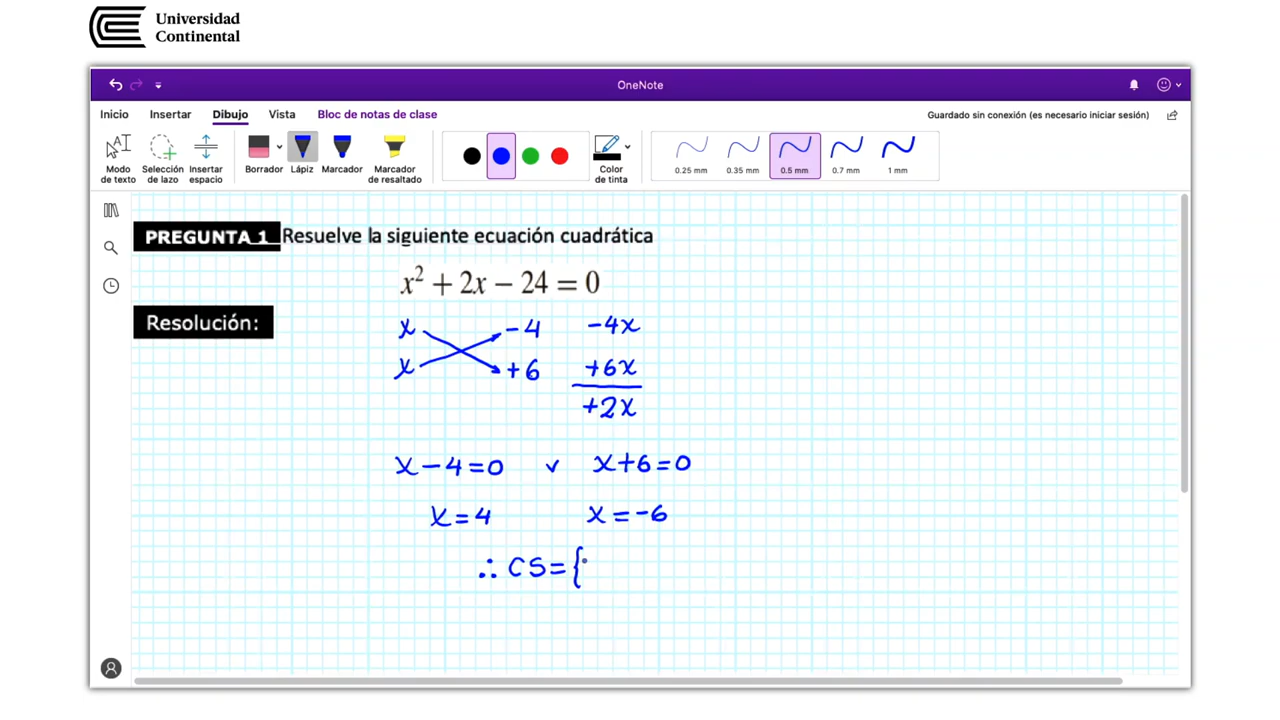 Universidad
Continental
OneNote
Inicio Insertar Dibujo Vista Bloc de notas de clase
Guardado sin conexión (es necesario iniciar sesión)
Modo de texto
Selección de lazo
Insertar espacio
Borrador
Lápiz
Marcador
Marcador de resaltado
Color de tinta
0.25 mm 0.35 mm 0.5 mm 0.7 mm 1 mm
PREGUNTA 1 Resuelve la siguiente ecuación cuadrática
x² + 2x − 24 = 0
Resolución:
x −4 −4x
x +6 +6x
+2x
x−4=0 v x+6=0
x=4 x=−6
∴ CS={